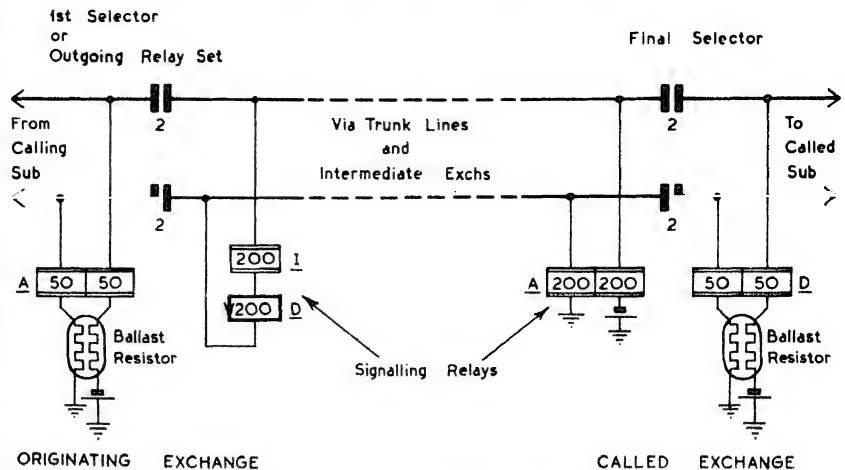 1st Selector
or
Outgoing Relay Set
Final Selector
From
Calling
Sub
2
Via Trunk Lines
and
Intermediate Exchs
2
To
Called
Sub
2
2
A 50 50
200 I
200 D
A 200 200
50 50 D
Ballast
Resistor
Signalling Relays
Ballast
Resistor
ORIGINATING EXCHANGE
CALLED EXCHANGE